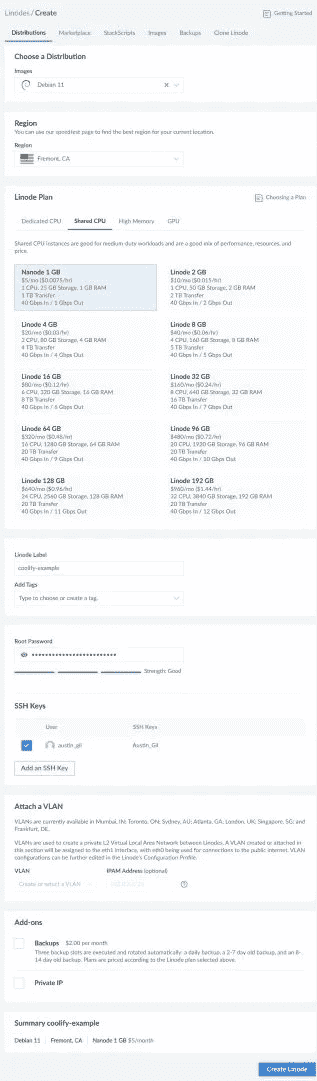 Linodes / Create
Getting Started
Distributions Marketplace StackScripts Images Backups Clone Linode
Choose a Distribution
Images
Debian 11
Region
You can use our speedtest page to find the best region for your current location.
Region
Fremont, CA
Linode Plan
Choosing a Plan
Dedicated CPU Shared CPU High Memory GPU
Shared CPU instances are good for medium-duty workloads and are a good mix of performance, resources, and
price.
Nanode 1 GB
$5/mo ($0.0075/hr)
1 CPU, 25 GB Storage, 1 GB RAM
1 TB Transfer
40 Gbps In / 1 Gbps Out
Linode 2 GB
$10/mo ($0.015/hr)
1 CPU, 50 GB Storage, 2 GB RAM
2 TB Transfer
40 Gbps In / 2 Gbps Out
Linode 4 GB
$20/mo ($0.03/hr)
2 CPU, 80 GB Storage, 4 GB RAM
4 TB Transfer
40 Gbps In / 4 Gbps Out
Linode 8 GB
$40/mo ($0.06/hr)
4 CPU, 160 GB Storage, 8 GB RAM
5 TB Transfer
40 Gbps In / 5 Gbps Out
Linode 16 GB
$80/mo ($0.12/hr)
6 CPU, 320 GB Storage, 16 GB RAM
8 TB Transfer
40 Gbps In / 6 Gbps Out
Linode 32 GB
$160/mo ($0.24/hr)
8 CPU, 640 GB Storage, 32 GB RAM
16 TB Transfer
40 Gbps In / 7 Gbps Out
Linode 64 GB
$320/mo ($0.48/hr)
16 CPU, 1280 GB Storage, 64 GB RAM
20 TB Transfer
40 Gbps In / 9 Gbps Out
Linode 96 GB
$480/mo ($0.72/hr)
20 CPU, 1920 GB Storage, 96 GB RAM
20 TB Transfer
40 Gbps In / 10 Gbps Out
Linode 128 GB
$640/mo ($0.96/hr)
24 CPU, 2560 GB Storage, 128 GB RAM
20 TB Transfer
40 Gbps In / 11 Gbps Out
Linode 192 GB
$960/mo ($1.44/hr)
32 CPU, 3840 GB Storage, 192 GB RAM
20 TB Transfer
40 Gbps In / 12 Gbps Out
Linode Label
coolify-example
Add Tags
Type to choose or create a tag.
Root Password
Strength: Good
SSH Keys
User SSH Keys
austin_gil Austin_Gil
Add an SSH Key
Attach a VLAN
VLANs are currently available in Mumbai, IN; Toronto, ON; Sydney, AU; Atlanta, GA; London, UK; Singapore, SG; and
Frankfurt, DE.
VLANs are used to create a private L2 Virtual Local Area Network between Linodes. A VLAN created or attached in
this section will be assigned to the eth1 interface, with eth0 being used for connections to the public internet. VLAN
configurations can be further edited in the Linode's Configuration Profile.
VLAN IPAM Address (optional)
Create or select a VLAN
Add-ons
Backups $2.00 per month
Three backup slots are executed and rotated automatically: a daily backup, a 2-7 day old backup, and an 8-
14 day old backup. Plans are priced according to the Linode plan selected above.
Private IP
Summary coolify-example
Debian 11 Fremont, CA Nanode 1 GB $5/month
Create Linode